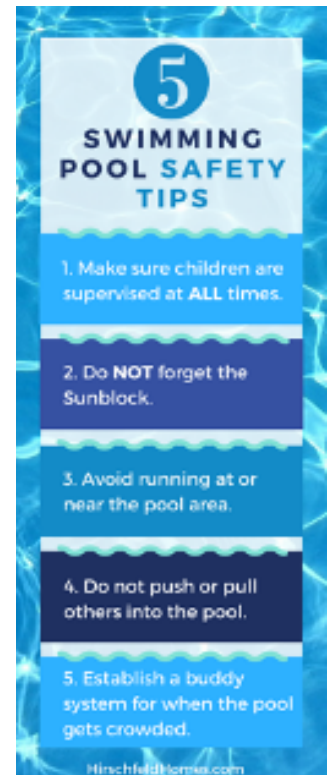 5
SWIMMING
POOL SAFETY
TIPS
1. Make sure children are
supervised at ALL times.
2. Do NOT forget the
Sunblock.
3. Avoid running at or
near the pool area.
4. Do not push or pull
others into the pool.
5. Establish a buddy
system for when the pool
gets crowded.
HirschfeldHomes.com